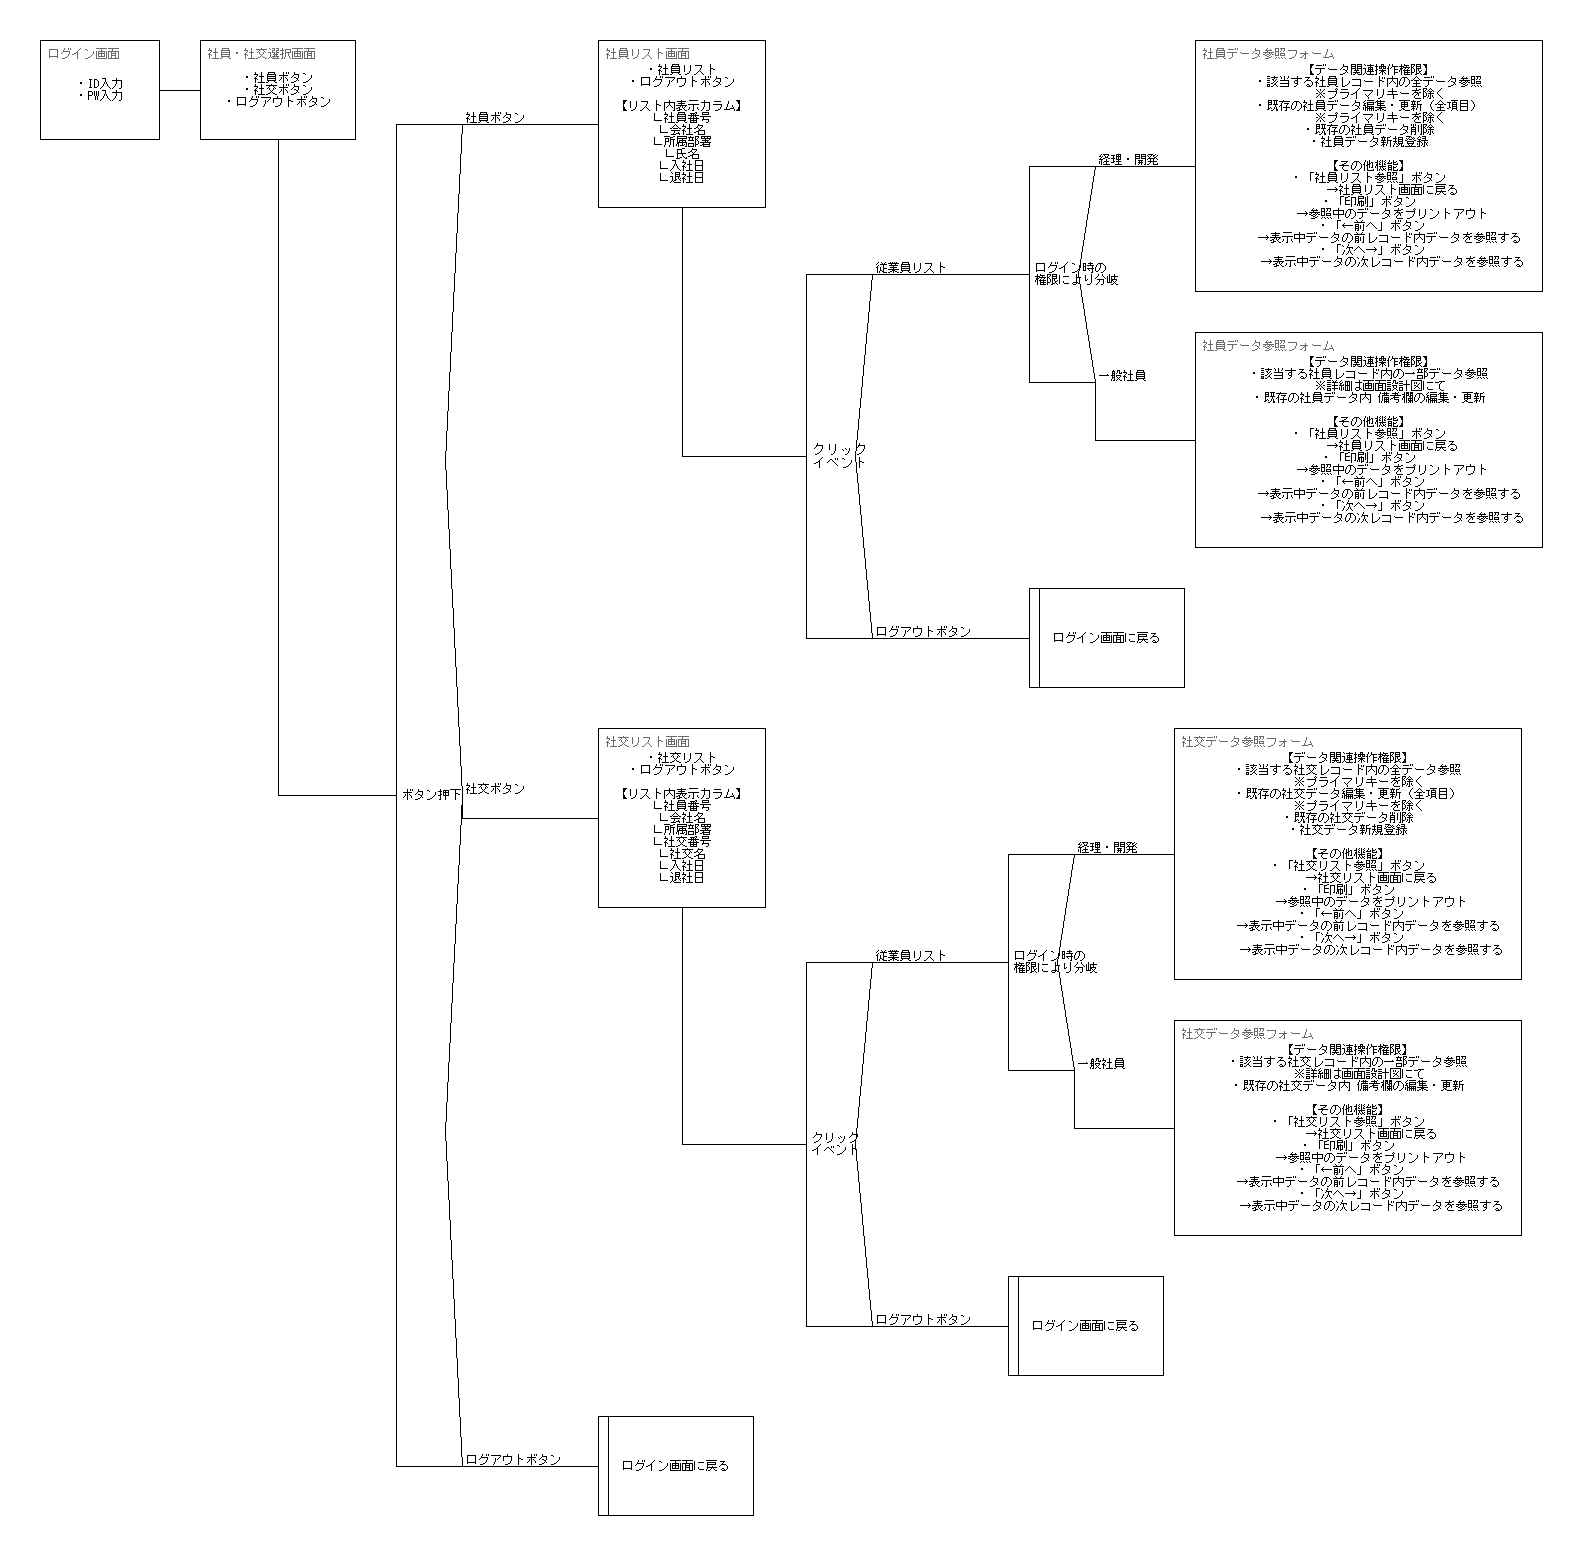 ログイン画面
・ID入力
・PW入力
社員・社交選択画面
・社員ボタン
・社交ボタン
・ログアウトボタン
ボタン押下
社員ボタン
社員リスト画面
・社員リスト
・ログアウトボタン
【リスト内表示カラム】
∟社員番号
∟会社名
∟所属部署
∟氏名
∟入社日
∟退社日
クリック
イベント
従業員リスト
ログイン時の
権限により分岐
経理・開発
社員データ参照フォーム
【データ関連操作権限】
・該当する社員レコード内の全データ参照
※プライマリキーを除く
・既存の社員データ編集・更新（全項目）
※プライマリキーを除く
・既存の社員データ削除
・社員データ新規登録
【その他機能】
・「社員リスト参照」ボタン
→社員リスト画面に戻る
・「印刷」ボタン
→参照中のデータをプリントアウト
・「←前へ」ボタン
→表示中データの前レコード内データを参照する
・「次へ→」ボタン
→表示中データの次レコード内データを参照する
一般社員
社員データ参照フォーム
【データ関連操作権限】
・該当する社員レコード内の一部データ参照
※詳細は画面設計図にて
・既存の社員データ内 備考欄の編集・更新
【その他機能】
・「社員リスト参照」ボタン
→社員リスト画面に戻る
・「印刷」ボタン
→参照中のデータをプリントアウト
・「←前へ」ボタン
→表示中データの前レコード内データを参照する
・「次へ→」ボタン
→表示中データの次レコード内データを参照する
ログアウトボタン
ログイン画面に戻る
社交ボタン
社交リスト画面
・社交リスト
・ログアウトボタン
【リスト内表示カラム】
∟社員番号
∟会社名
∟所属部署
∟社交番号
∟社交名
∟入社日
∟退社日
クリック
イベント
従業員リスト
ログイン時の
権限により分岐
経理・開発
社交データ参照フォーム
【データ関連操作権限】
・該当する社交レコード内の全データ参照
※プライマリキーを除く
・既存の社交データ編集・更新（全項目）
※プライマリキーを除く
・既存の社交データ削除
・社交データ新規登録
【その他機能】
・「社交リスト参照」ボタン
→社交リスト画面に戻る
・「印刷」ボタン
→参照中のデータをプリントアウト
・「←前へ」ボタン
→表示中データの前レコード内データを参照する
・「次へ→」ボタン
→表示中データの次レコード内データを参照する
一般社員
社交データ参照フォーム
【データ関連操作権限】
・該当する社交レコード内の一部データ参照
※詳細は画面設計図にて
・既存の社交データ内 備考欄の編集・更新
【その他機能】
・「社交リスト参照」ボタン
→社交リスト画面に戻る
・「印刷」ボタン
→参照中のデータをプリントアウト
・「←前へ」ボタン
→表示中データの前レコード内データを参照する
・「次へ→」ボタン
→表示中データの次レコード内データを参照する
ログアウトボタン
ログイン画面に戻る
ログアウトボタン
ログイン画面に戻る